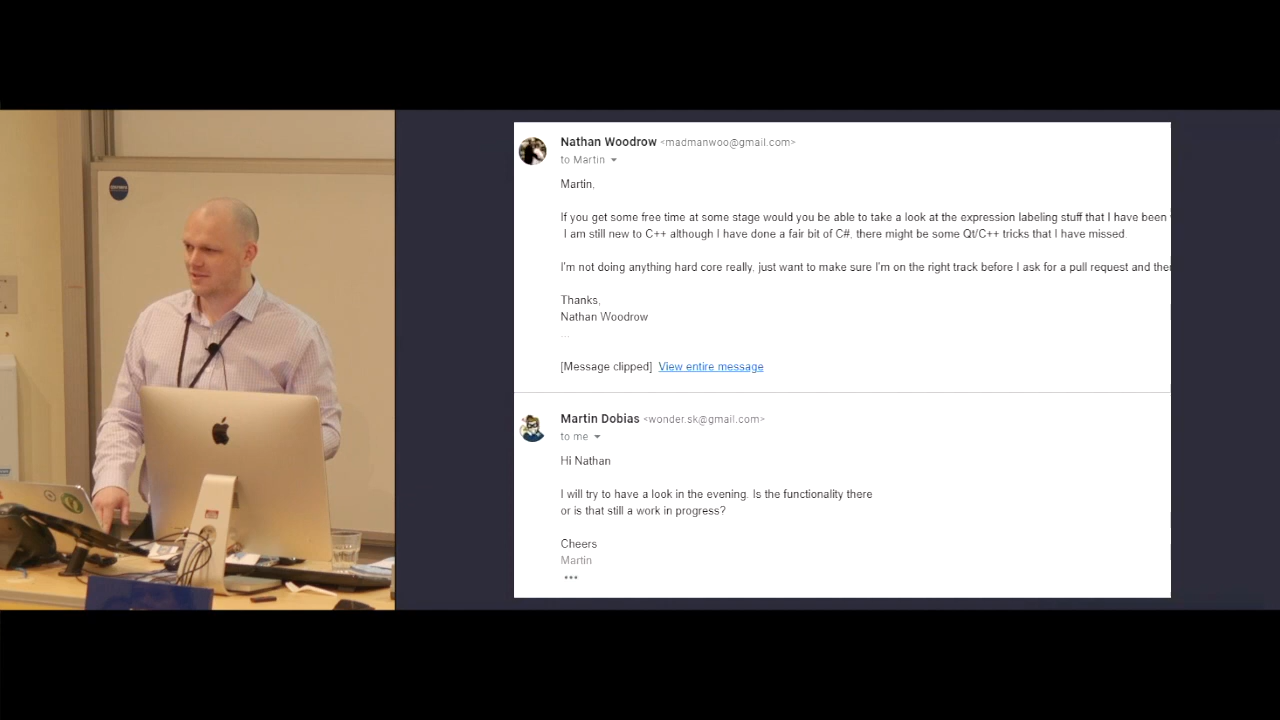 Nathan Woodrow <madmanwoo@gmail.com>
to Martin
Martin,
If you get some free time at some stage would you be able to take a look at the expression labeling stuff that I have been
I am still new to C++ although I have done a fair bit of C#, there might be some Qt/C++ tricks that I have missed.
I'm not doing anything hard core really, just want to make sure I'm on the right track before I ask for a pull request and
Thanks,
Nathan Woodrow
...
[Message clipped] View entire message
Martin Dobias <wonder.sk@gmail.com>
to me
Hi Nathan
I will try to have a look in the evening. Is the functionality there
or is that still a work in progress?
Cheers
Martin
•••